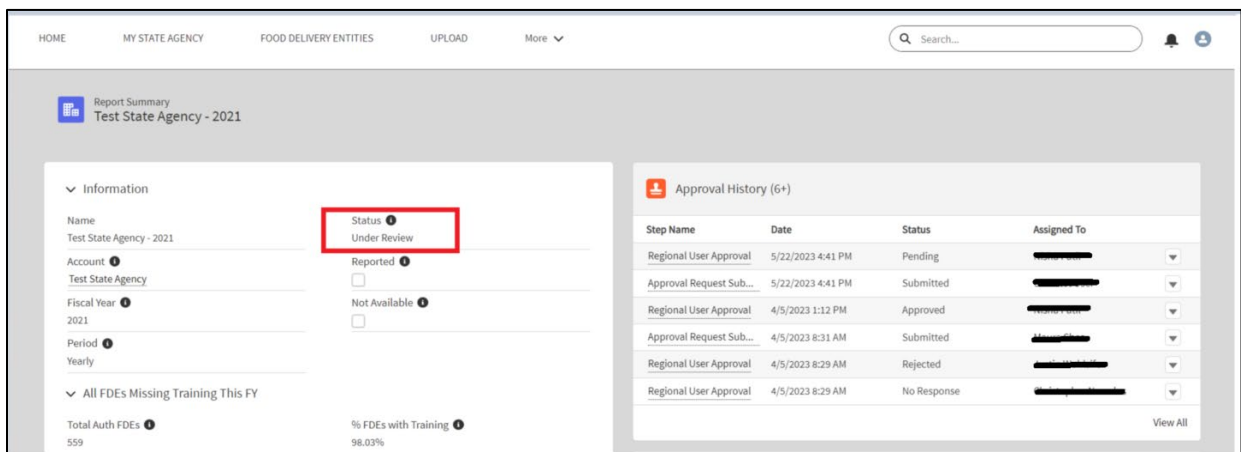 HOME MY STATE AGENCY FOOD DELIVERY ENTITIES UPLOAD More Search...
Report Summary
Test State Agency - 2021
Information
Name
Test State Agency - 2021
Status
Under Review
Account
Test State Agency
Reported
Fiscal Year
2021
Not Available
Period
Yearly
All FDEs Missing Training This FY
Total Auth FDEs
559
% FDEs with Training
98.03%
Approval History (6+)
Step Name Date Status Assigned To
Regional User Approval 5/22/2023 4:41 PM Pending
Approval Request Sub... 5/22/2023 4:41 PM Submitted
Regional User Approval 4/5/2023 1:12 PM Approved
Approval Request Sub... 4/5/2023 8:31 AM Submitted
Regional User Approval 4/5/2023 8:29 AM Rejected
Regional User Approval 4/5/2023 8:29 AM No Response
View All